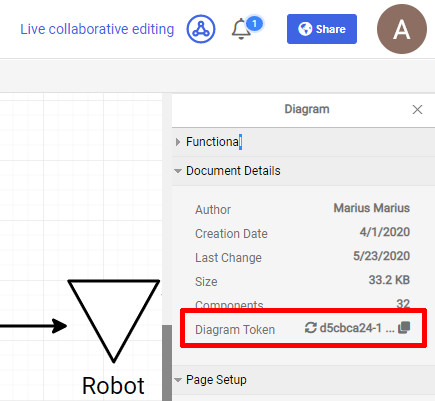 Live collaborative editing 1 Share A
Diagram
Functional
Document Details
Author Marius Marius
Creation Date 4/1/2020
Last Change 5/23/2020
Size 33.2 KB
Components 32
Diagram Token d5cbca24-1 ...
Page Setup
Robot